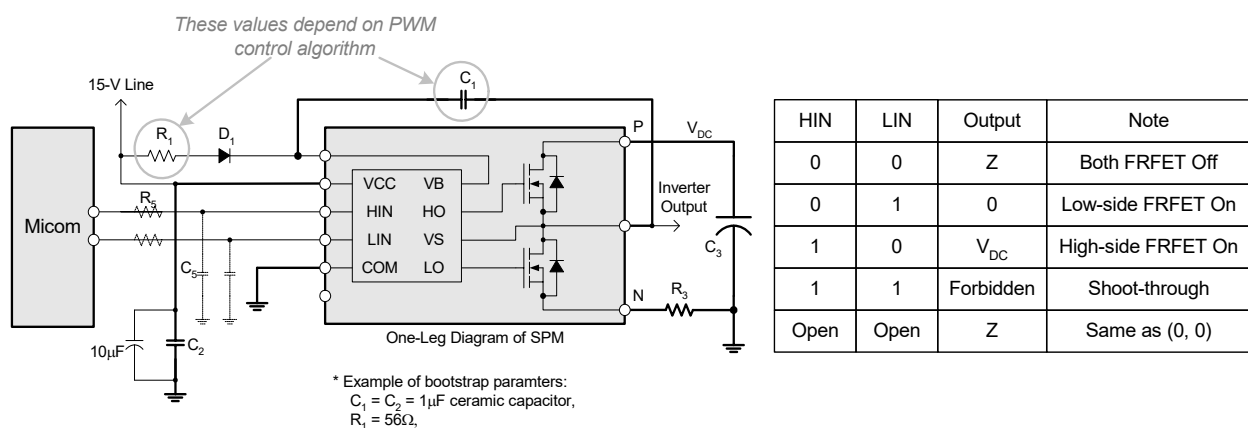 These values depend on PWM
control algorithm
15-V Line
R1
D1
C1
P
VDC
VCC
VB
HIN
HO
LIN
VS
COM
LO
Micom
R5
C5
10μF
C2
Inverter
Output
C3
N
R3
One-Leg Diagram of SPM
* Example of bootstrap paramters:
C1 = C2 = 1μF ceramic capacitor,
R1 = 56Ω,
HIN LIN Output Note
0 0 Z Both FRFET Off
0 1 0 Low-side FRFET On
1 0 VDC High-side FRFET On
1 1 Forbidden Shoot-through
Open Open Z Same as (0, 0)